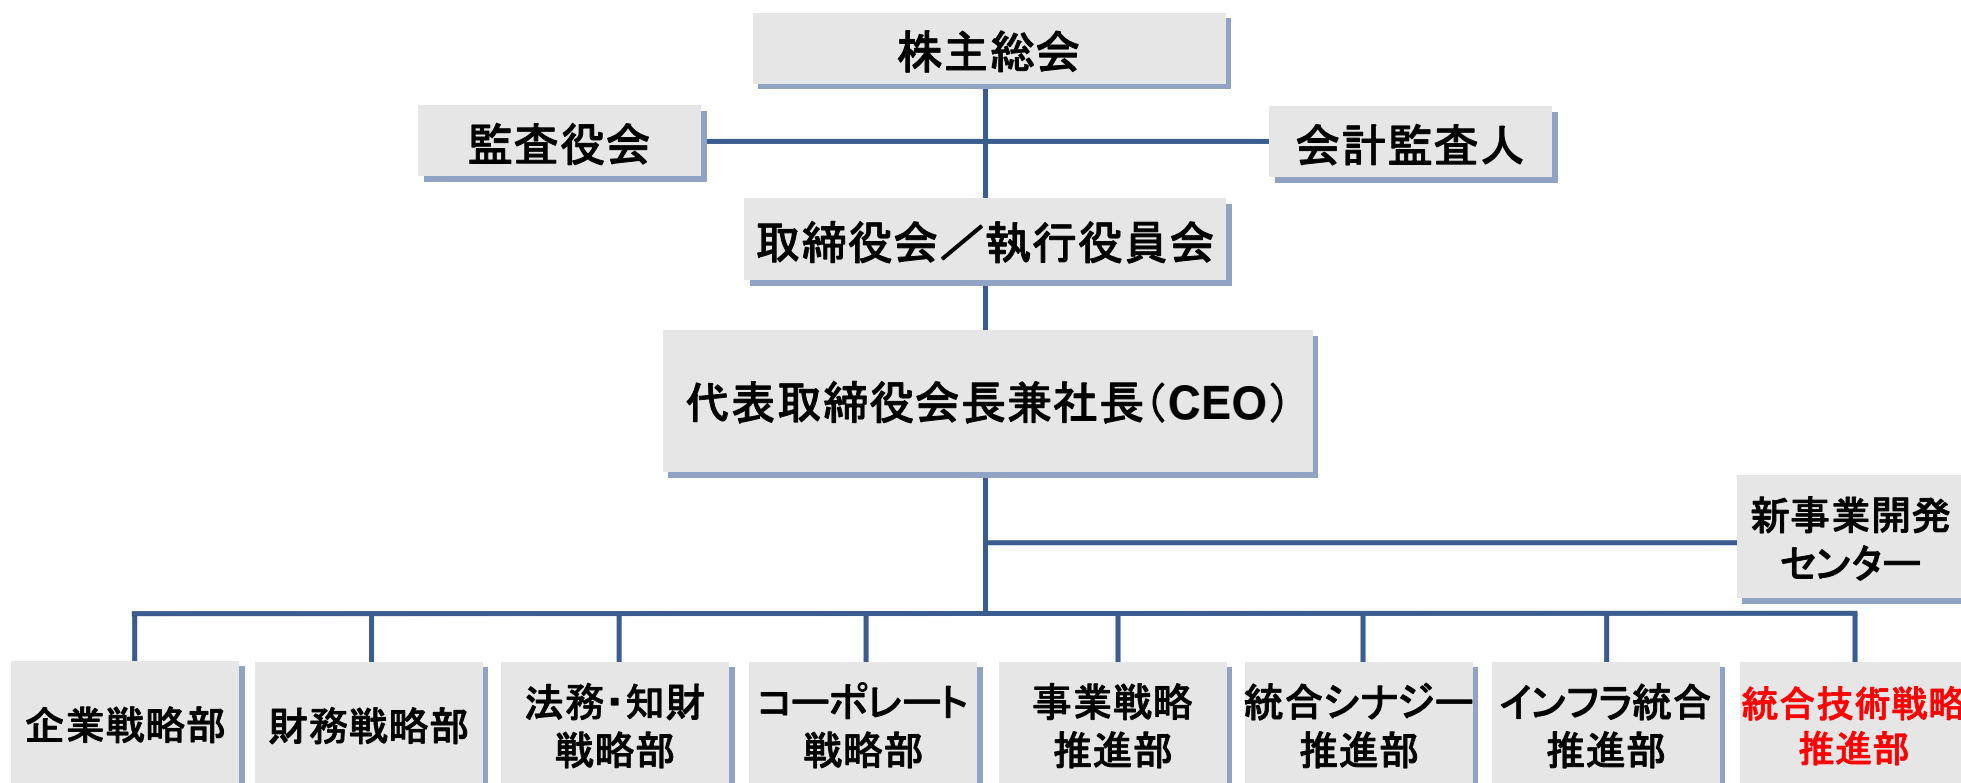 株主総会
監査役会
会計監査人
取締役会／執行役員会
代表取締役会長兼社長（CEO）
新事業開発
センター
企業戦略部
財務戦略部
法務・知財
戦略部
コーポレート
戦略部
事業戦略
推進部
統合シナジー
推進部
インフラ統合
推進部
統合技術戦略
推進部